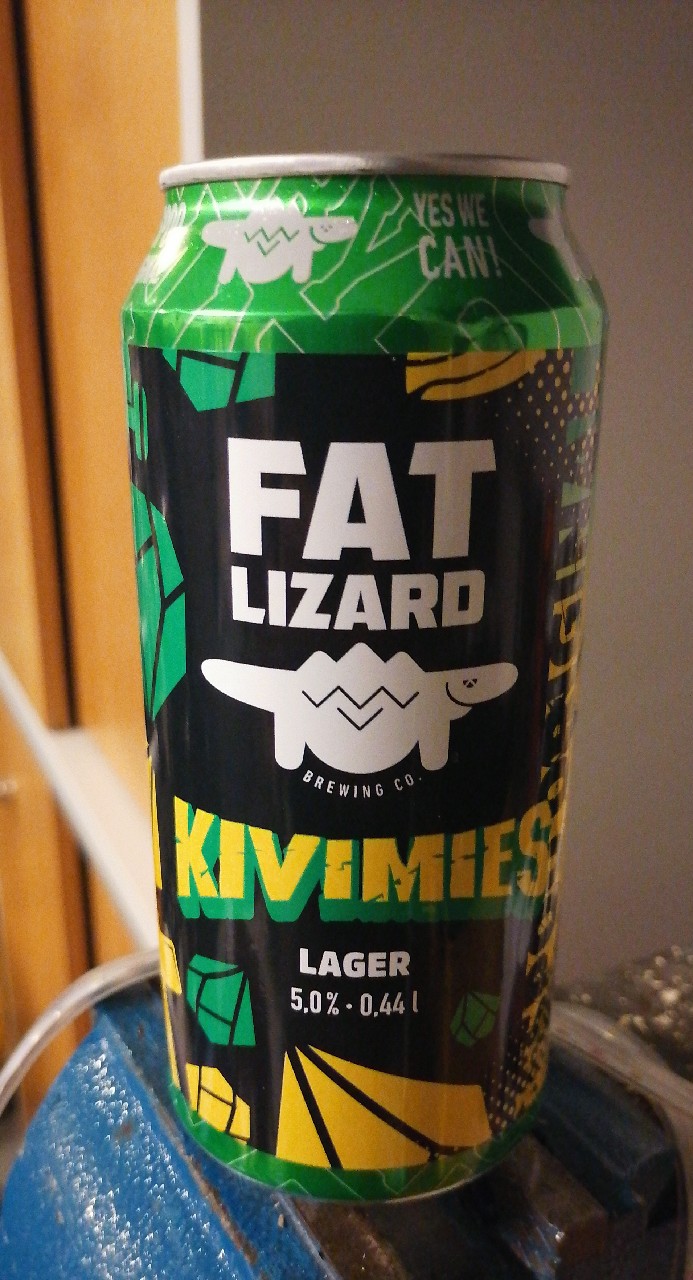 YES WE
CAN!
FAT
LIZARD
BREWING CO.
KIVIMIES
LAGER
5,0% · 0,44 l